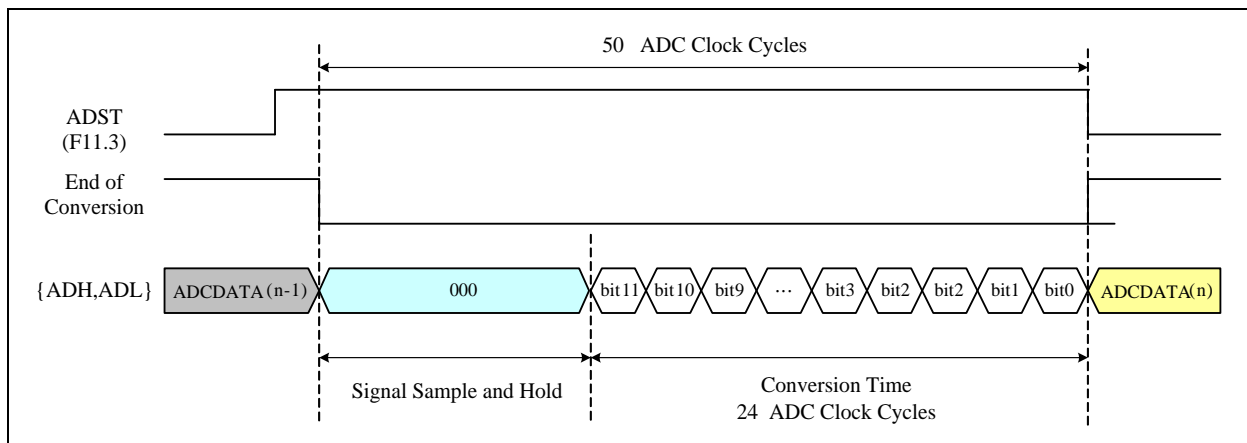 50 ADC Clock Cycles
ADST
(F11.3)
End of
Conversion
{ADH,ADL}
ADCDATA(n-1)
000
bit11
bit10
bit9
...
bit3
bit2
bit2
bit1
bit0
ADCDATA(n)
Signal Sample and Hold
Conversion Time
24 ADC Clock Cycles